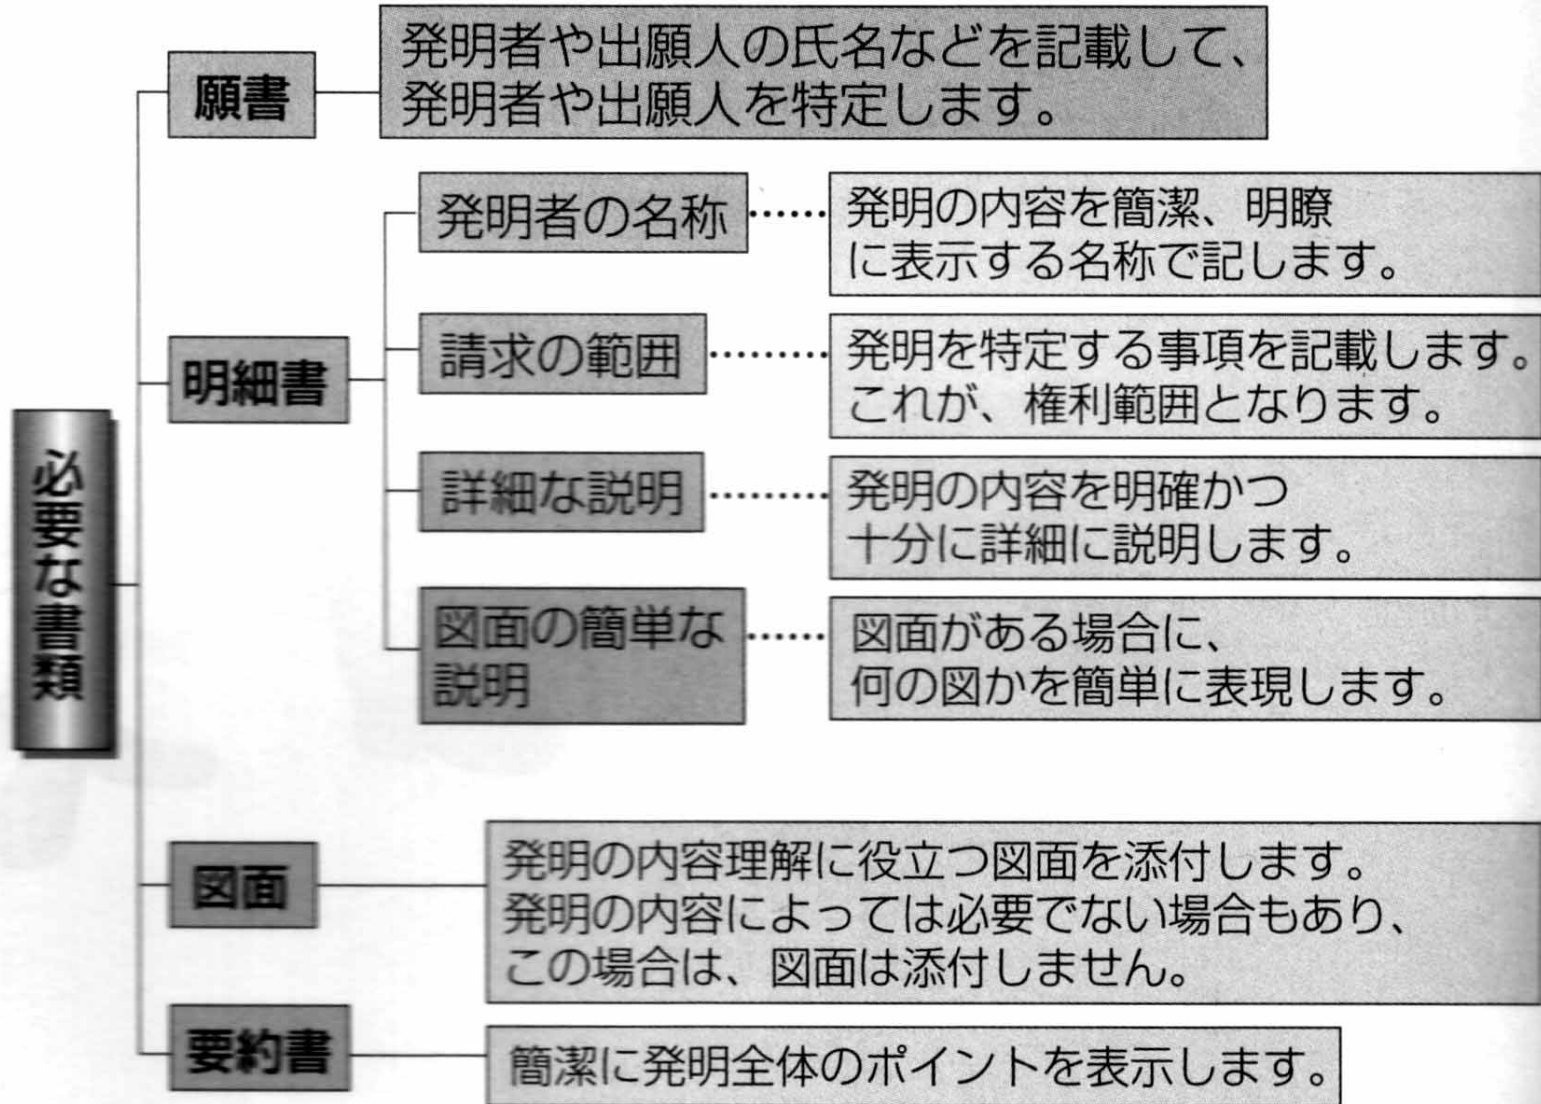 必要な書類
願書
発明者や出願人の氏名などを記載して、
発明者や出願人を特定します。
明細書
発明者の名称
発明の内容を簡潔、明瞭
に表示する名称で記します。
請求の範囲
発明を特定する事項を記載します。
これが、権利範囲となります。
詳細な説明
発明の内容を明確かつ
十分に詳細に説明します。
図面の簡単な
説明
図面がある場合に、
何の図かを簡単に表現します。
図面
発明の内容理解に役立つ図面を添付します。
発明の内容によっては必要でない場合もあり、
この場合は、図面は添付しません。
要約書
簡潔に発明全体のポイントを表示します。